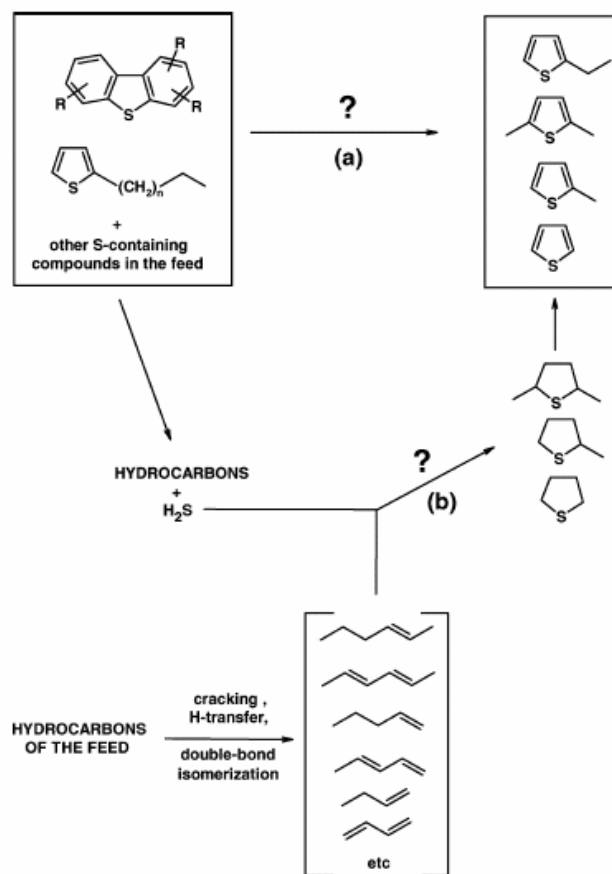 R
R
R
S
S
(CH2)n
+
other S-containing
compounds in the feed
?
(a)
S
S
S
S
HYDROCARBONS
+
H2S
?
(b)
S
S
S
HYDROCARBONS
OF THE FEED
cracking ,
H-transfer,
double-bond
isomerization
etc